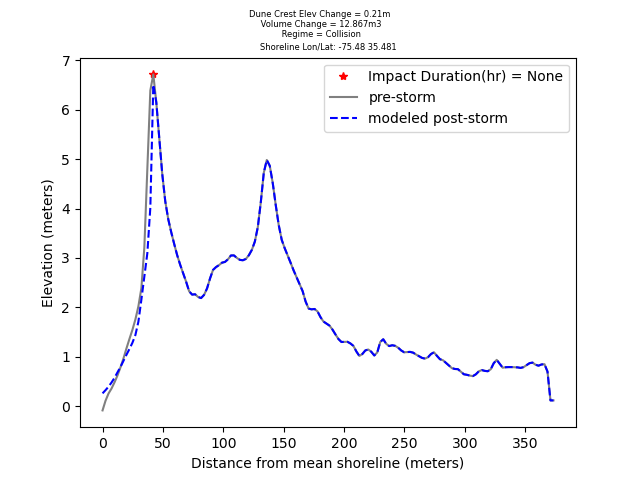 Dune Crest Elev Change = 0.21m
Volume Change = 12.867m3
Regime = Collision
Shoreline Lon/Lat: -75.48 35.481
Impact Duration(hr) = None
pre-storm
modeled post-storm
7
6
5
4
3
2
1
0
Elevation (meters)
0 50 100 150 200 250 300 350
Distance from mean shoreline (meters)